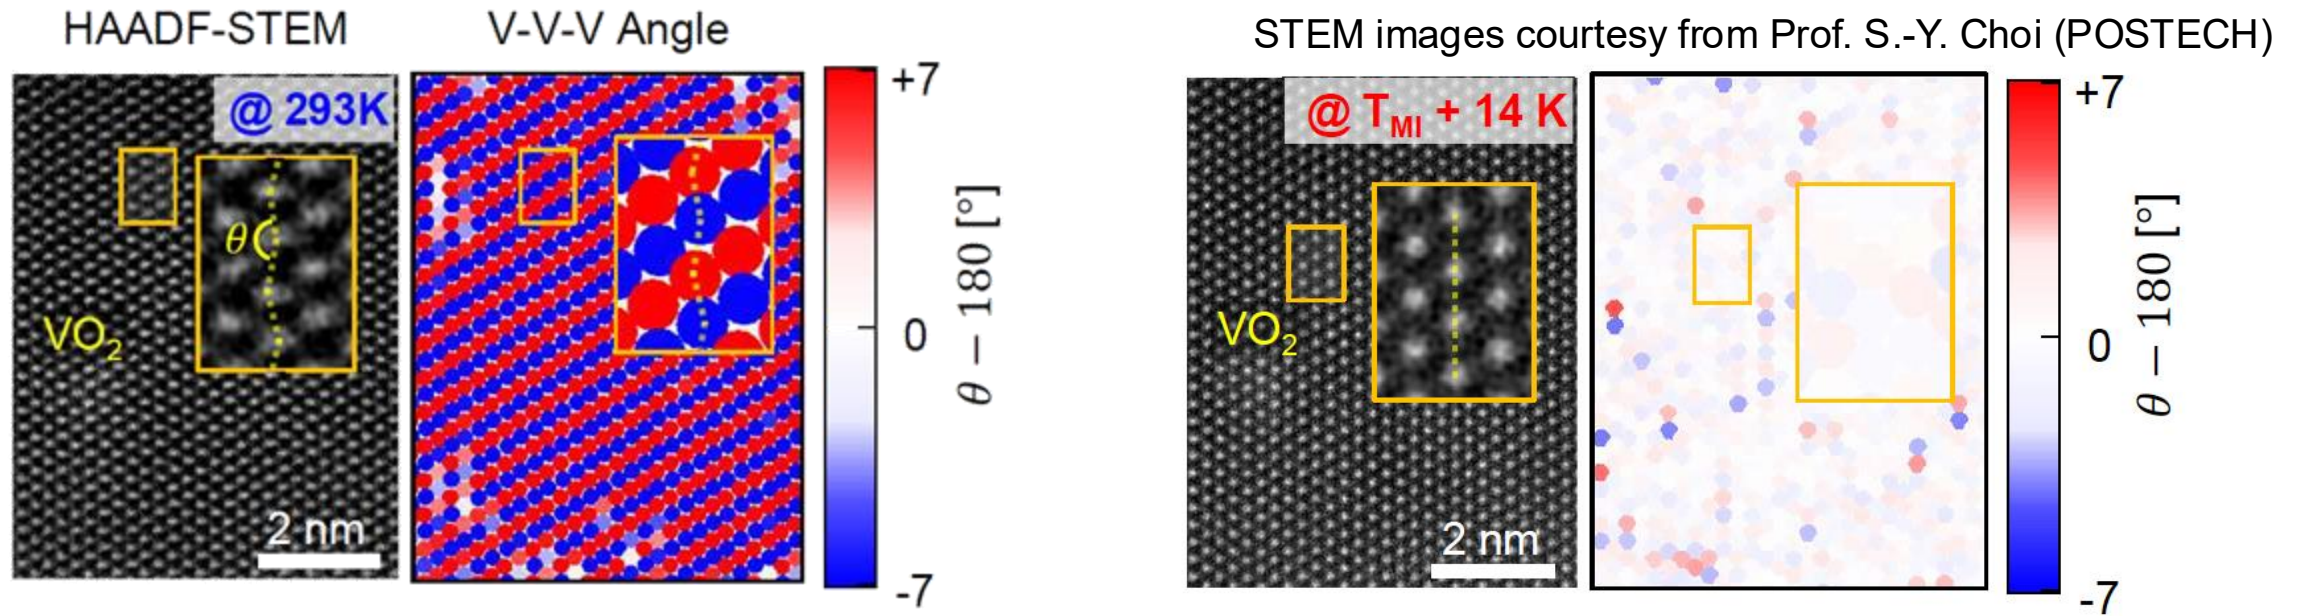 HAADF-STEM
V-V-V Angle
STEM images courtesy from Prof. S.-Y. Choi (POSTECH)
@ 293K
θ
VO₂
2 nm
+7
0
-7
θ − 180 [°]
@ T_MI + 14 K
VO₂
2 nm
+7
0
-7
θ − 180 [°]